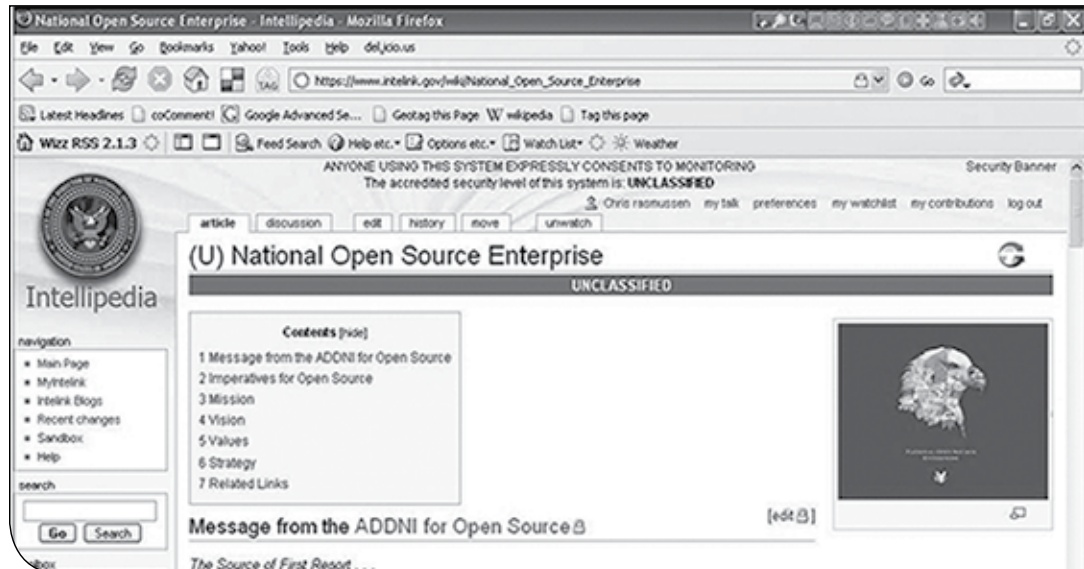 National Open Source Enterprise - Intellipedia - Mozilla Firefox
File Edit View Go Bookmarks Yahoo! Tools Help del.icio.us
TAG https://www.intelink.gov/wiki/National_Open_Source_Enterprise Go
Latest Headlines coComment! Google Advanced Se... Geotag this Page W wikipedia Tag this page
Wizz RSS 2.1.3 Feed Search Help etc. Options etc. Watch List Weather
ANYONE USING THIS SYSTEM EXPRESSLY CONSENTS TO MONITORING Security Banner
The accredited security level of this system is: UNCLASSIFIED
Chris rasmussen my talk preferences my watchlist my contributions log out
article discussion edit history move unwatch
(U) National Open Source Enterprise
UNCLASSIFIED
Intellipedia
navigation
Main Page
MyIntelink
Intelink Blogs
Recent changes
Sandbox
Help
search
Go Search
Contents [hide]
1 Message from the ADDNI for Open Source
2 Imperatives for Open Source
3 Mission
4 Vision
5 Values
6 Strategy
7 Related Links
Message from the ADDNI for Open Source [edit]
The Source of First Report . . .